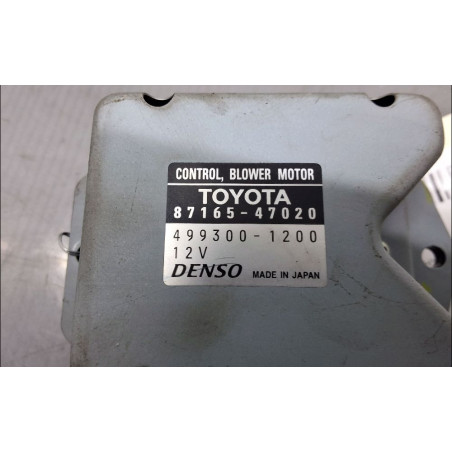 CONTROL, BLOWER MOTOR
TOYOTA
87165-47020
499300-1200
12V
DENSO MADE IN JAPAN